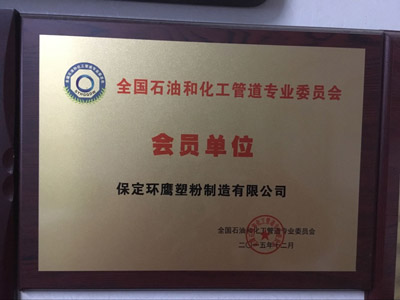 全国石油和化工管道专业委员会
会员单位
保定环鹰塑粉制造有限公司
全国石油和化工管道专业委员会
二〇一五年十二月